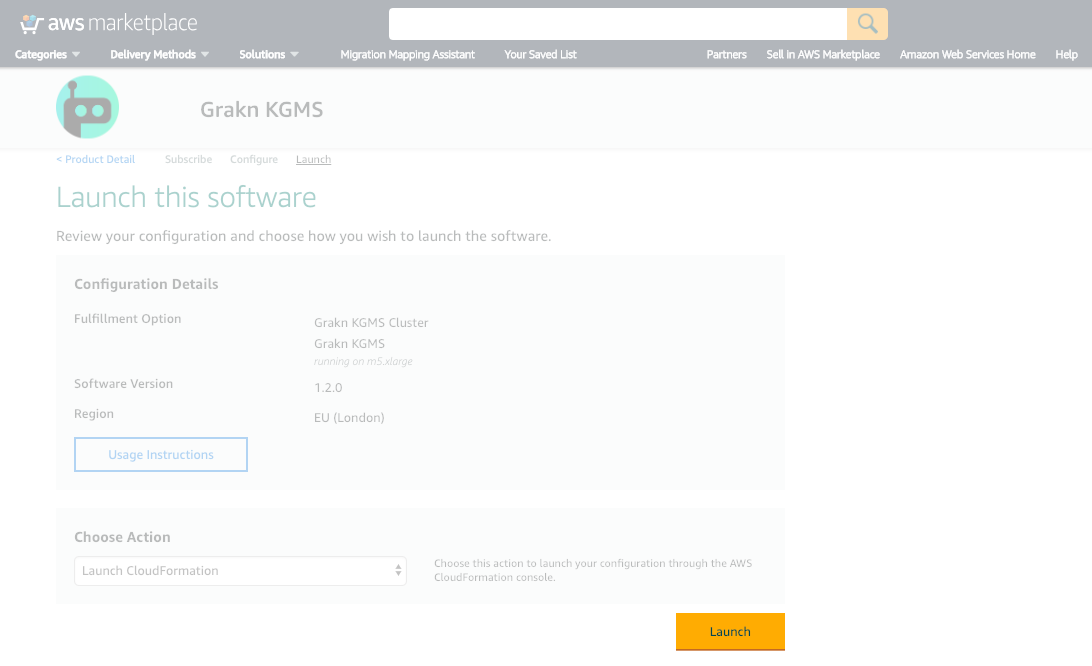 aws marketplace
Categories Delivery Methods Solutions Migration Mapping Assistant Your Saved List Partners Sell in AWS Marketplace Amazon Web Services Home Help
Grakn KGMS
< Product Detail Subscribe Configure Launch
Launch this software
Review your configuration and choose how you wish to launch the software.
Configuration Details
Fulfillment Option Grakn KGMS Cluster
Grakn KGMS
running on m5.xlarge
Software Version 1.2.0
Region EU (London)
Usage Instructions
Choose Action
Launch CloudFormation Choose this action to launch your configuration through the AWS
CloudFormation console.
Launch